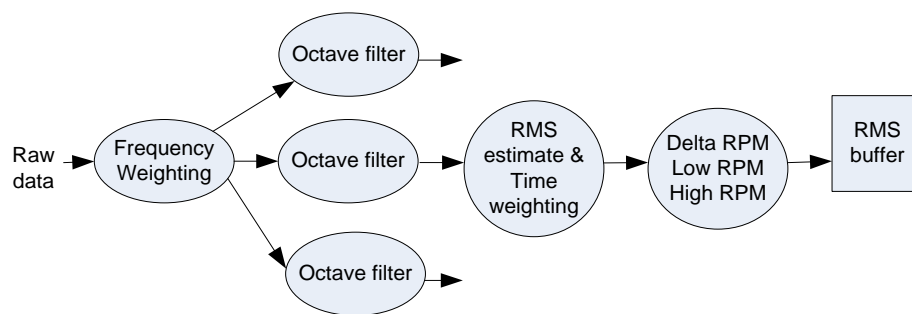 Raw
data
Frequency
Weighting
Octave filter
Octave filter
Octave filter
RMS
estimate &
Time
weighting
Delta RPM
Low RPM
High RPM
RMS
buffer